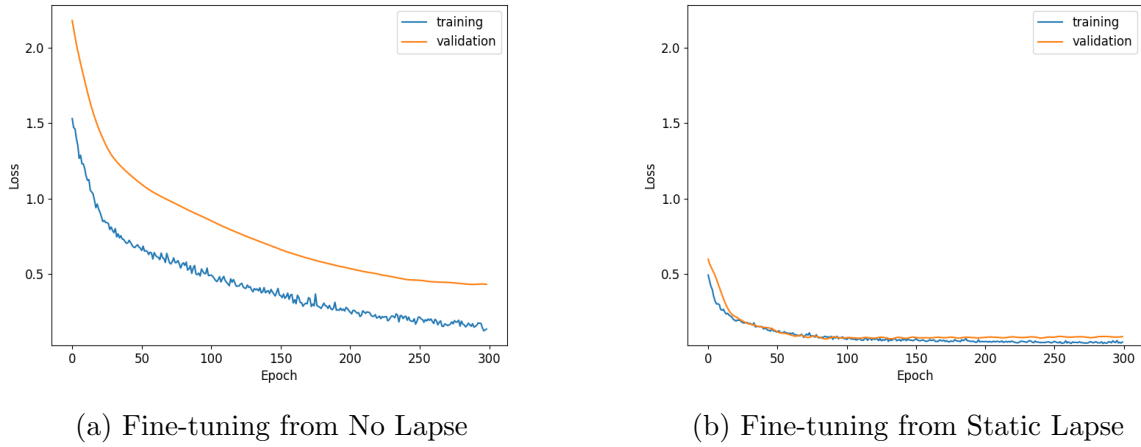 training
validation
2.0
1.5
1.0
0.5
Loss
0 50 100 150 200 250 300
Epoch
(a) Fine-tuning from No Lapse
training
validation
2.0
1.5
1.0
0.5
Loss
0 50 100 150 200 250 300
Epoch
(b) Fine-tuning from Static Lapse